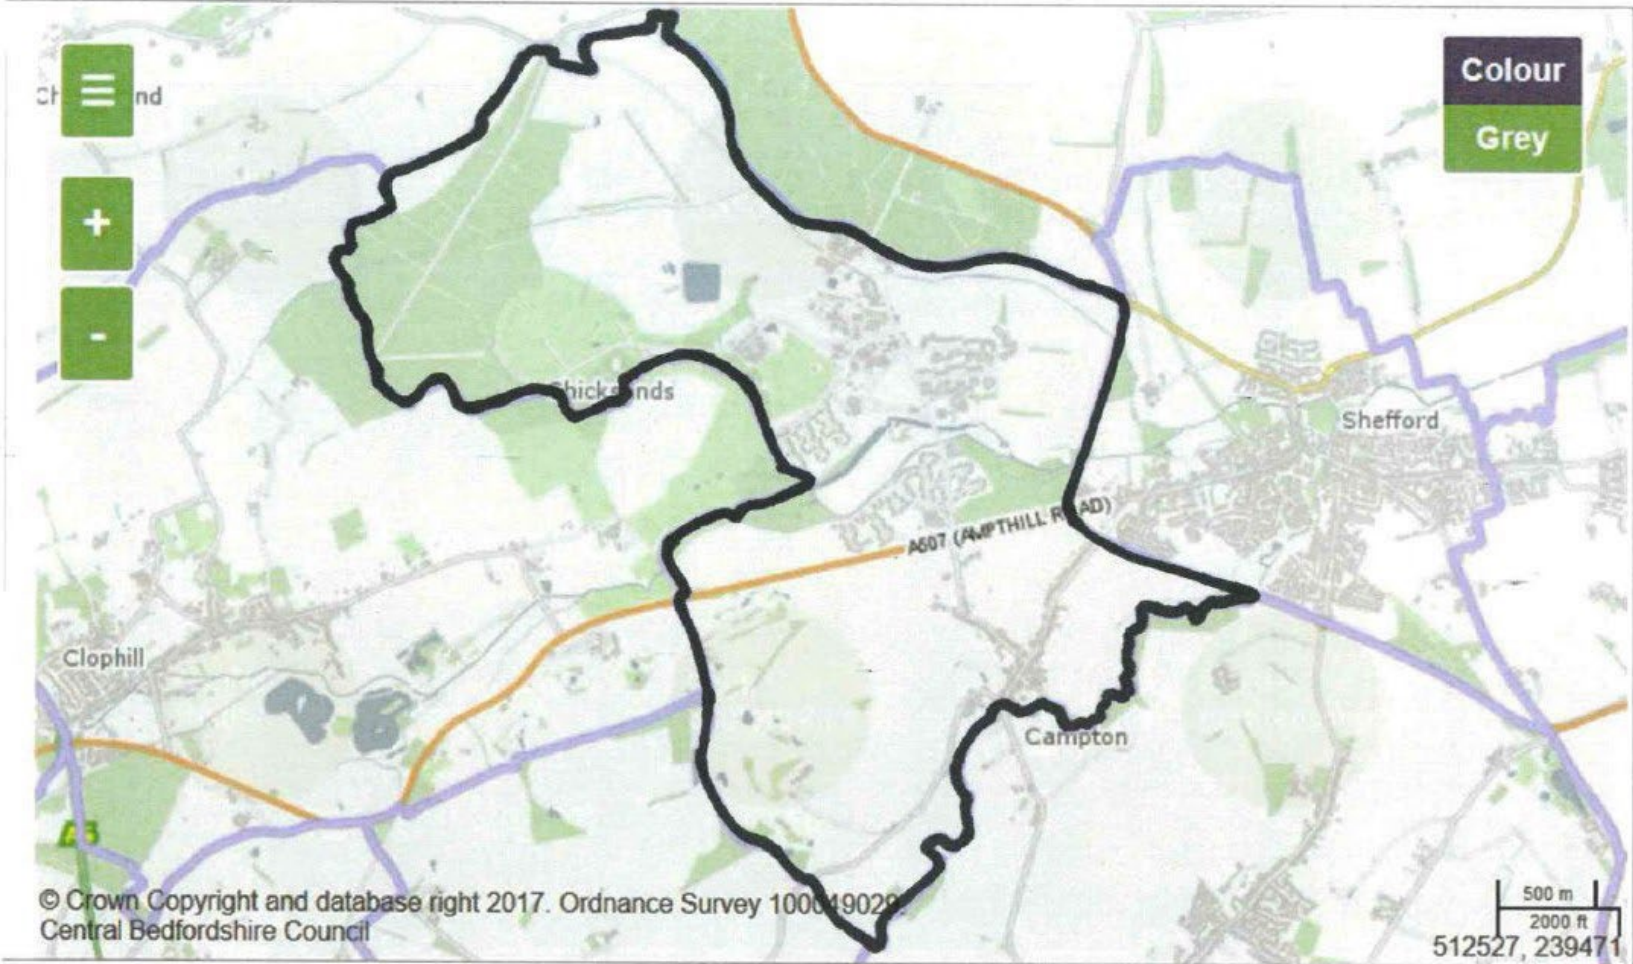 Colour
Grey
+
-
Shefford
A507 (AMPTHILL
Clophill
Campton
© Crown Copyright and database right 2017. Ordnance Survey
Central Bedfordshire Council
500 m
2000 ft
512527, 239471